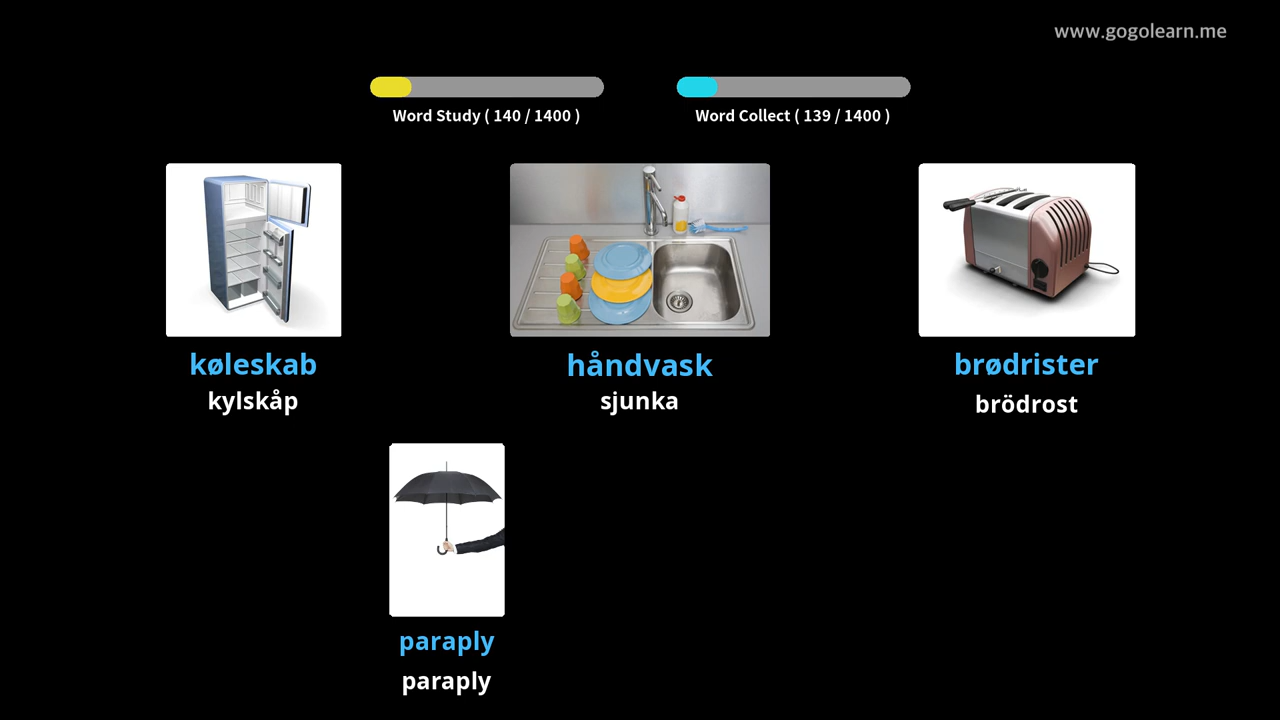 www.gogolearn.me
Word Study ( 140 / 1400 )
Word Collect ( 139 / 1400 )
køleskab
kylskåp
håndvask
sjunka
brødrister
brödrost
paraply
paraply